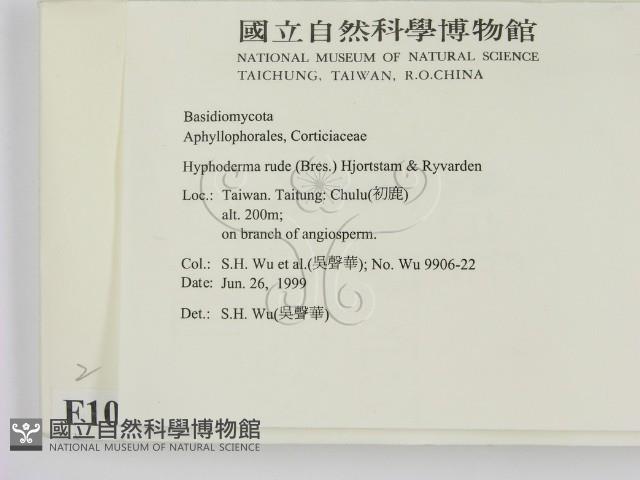 國立自然科學博物館
NATIONAL MUSEUM OF NATURAL SCIENCE
TAICHUNG, TAIWAN, R.O.CHINA
Basidiomycota
Aphyllophorales, Corticiaceae
Hyphoderma rude (Bres.) Hjortstam & Ryvarden
Loc.: Taiwan. Taitung: Chulu(初鹿)
alt. 200m;
on branch of angiosperm.
Col.: S.H. Wu et al.(吳聲華); No. Wu 9906-22
Date: Jun. 26, 1999
Det.: S.H. Wu(吳聲華)
2
F10
國立自然科學博物館
NATIONAL MUSEUM OF NATURAL SCIENCE